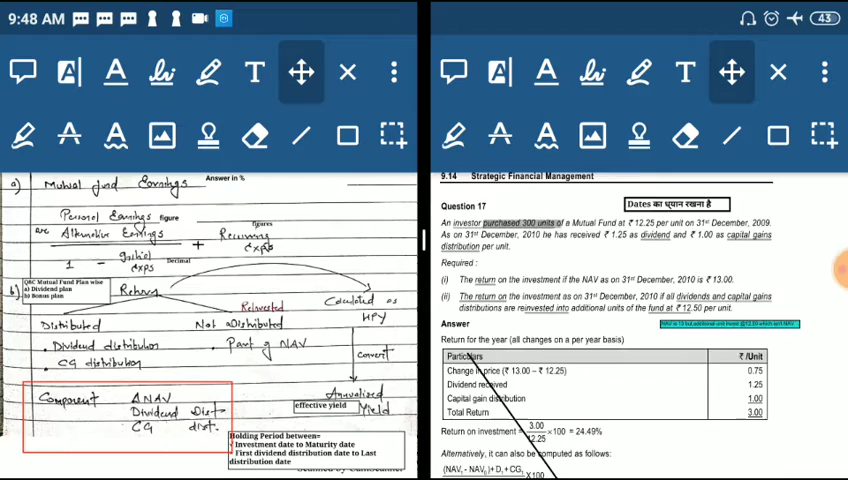 9:48 AM
43
a) Mutual fund Earnings Answer in %
Personal Earnings figure
are Alternative Earnings + Recurring figures
Exps
1 - Initial Exps Decimal
QBC Mutual Fund Plan wise
a) Dividend plan
b) Bonus plan
b) Return
Reinvested
Calculated as HPY
Distributed Not Distributed
. Dividend distribution . Part of NAV
. CG distribution
Convert
Annualized Yield
effective yield
Component ΔNAV
Dividend Dist
CG dist.
Holding Period between=
Investment date to Maturity date
First dividend distribution date to Last
distribution date
9.14 Strategic Financial Management
Question 17 Dates का ध्यान रखना है
An investor purchased 300 units of a Mutual Fund at ₹ 12.25 per unit on 31st December, 2009.
As on 31st December, 2010 he has received ₹ 1.25 as dividend and ₹ 1.00 as capital gains
distribution per unit.
Required :
(i) The return on the investment if the NAV as on 31st December, 2010 is ₹ 13.00.
(ii) The return on the investment as on 31st December, 2010 if all dividends and capital gains
distributions are reinvested into additional units of the fund at ₹ 12.50 per unit.
Answer
Return for the year (all changes on a per year basis)
Particulars ₹ /Unit
Change in price (₹ 13.00 – ₹ 12.25) 0.75
Dividend received 1.25
Capital gain distribution 1.00
Total Return 3.00
Return on investment = 3.00/12.25 ×100 = 24.49%
Alternatively, it can also be computed as follows:
(NAV₁ - NAV₀)+ D₁ + CG₁ X100